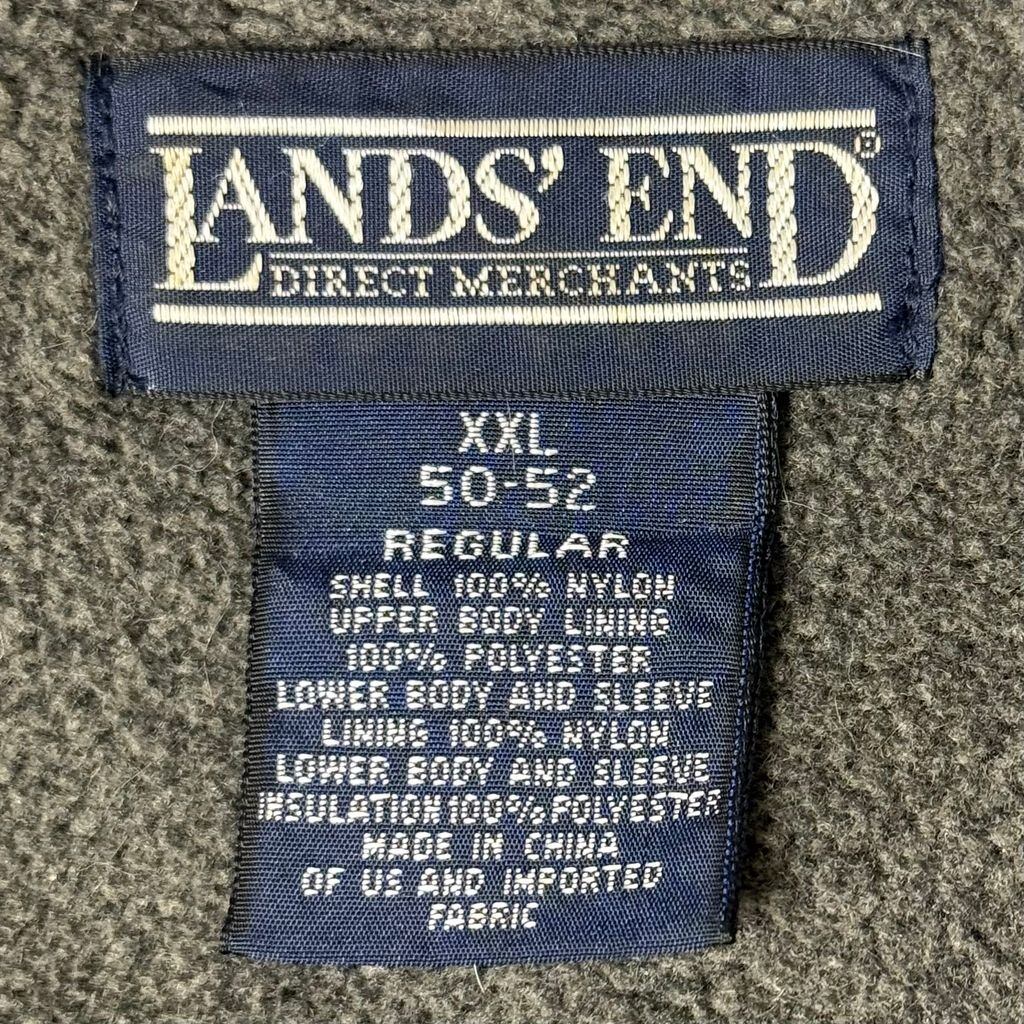 LANDS' END®
DIRECT MERCHANTS
XXL
50-52
REGULAR
SHELL 100% NYLON
UPPER BODY LINING
100% POLYESTER
LOWER BODY AND SLEEVE
LINING 100% NYLON
LOWER BODY AND SLEEVE
INSULATION 100% POLYESTER
MADE IN CHINA
OF US AND IMPORTED
FABRIC